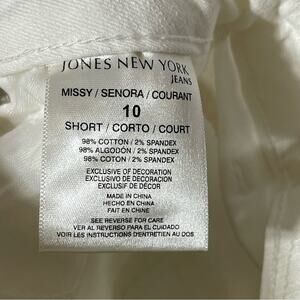 JONES NEW YORK
JEANS
MISSY / SENORA / COURANT
10
SHORT / CORTO / COURT
98% COTTON / 2% SPANDEX
98% ALGODÓN / 2% SPANDEX
98% COTON / 2% SPANDEX
EXCLUSIVE OF DECORATION
EXCLUSIVO DE DECORACIÓN
EXCLUSIF DE DÉCOR
MADE IN CHINA
HECHO EN CHINA
FAIT EN CHINE
SEE REVERSE FOR CARE
VER AL REVERSO PARA EL CUIDADO
VOIR LES INSTRUCTIONS D'ENTRETIEN AU DOS